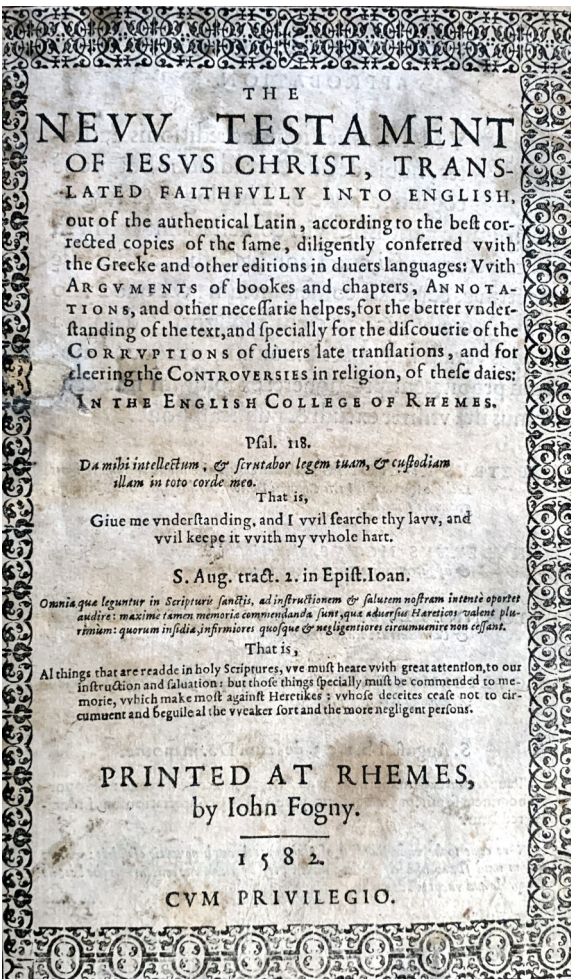 THE
NEVV TESTAMENT
OF IESVS CHRIST, TRANS-
LATED FAITHFVLLY INTO ENGLISH,
out of the authentical Latin, according to the beſt cor-
rected copies of the ſame, diligently conferred vvith
the Greeke and other editions in diuers languages: Vvith
ARGVMENTS of bookes and chapters, ANNOTA-
TIONS, and other neceſſarie helpes, for the better vnder-
ſtanding of the text, and ſpecially for the diſcouerie of the
CORRVPTIONS of diuers late tranſlations, and for
cleering the CONTROVERSIES in religion, of theſe daies:
IN THE ENGLISH COLLEGE OF RHEMES.
Pſal. 118.
Da mihi intellectum, & ſcrutabor legem tuam, & cuſtodiam
illam in toto corde meo.
That is,
Giue me vnderſtanding, and I vvil ſearche thy lavv, and
vvil keepe it vvith my vvhole hart.
S. Aug. tract. 2. in Epiſt. Ioan.
Omnia quæ leguntur in Scripturis ſanctis, ad inſtructionem & ſalutem noſtram intentè oportet
audire: maximè tamen memoriæ commendanda ſunt, quæ aduerſus Hæreticos valent plu-
rimùm: quorum inſidiæ, infirmiores quoſque & negligentiores circumuenire non ceſſant.
That is,
Al things that are readde in holy Scriptures, vve muſt heare vvith great attention, to our
inſtruction and ſaluation: but thoſe things ſpecially muſt be commended to me-
morie, vvhich make moſt againſt Heretikes: vvhoſe deceites ceaſe not to cir-
cumuent and beguile al the vveaker ſort and the more negligent perſons.
PRINTED AT RHEMES,
by Iohn Fogny.
1582.
CVM PRIVILEGIO.